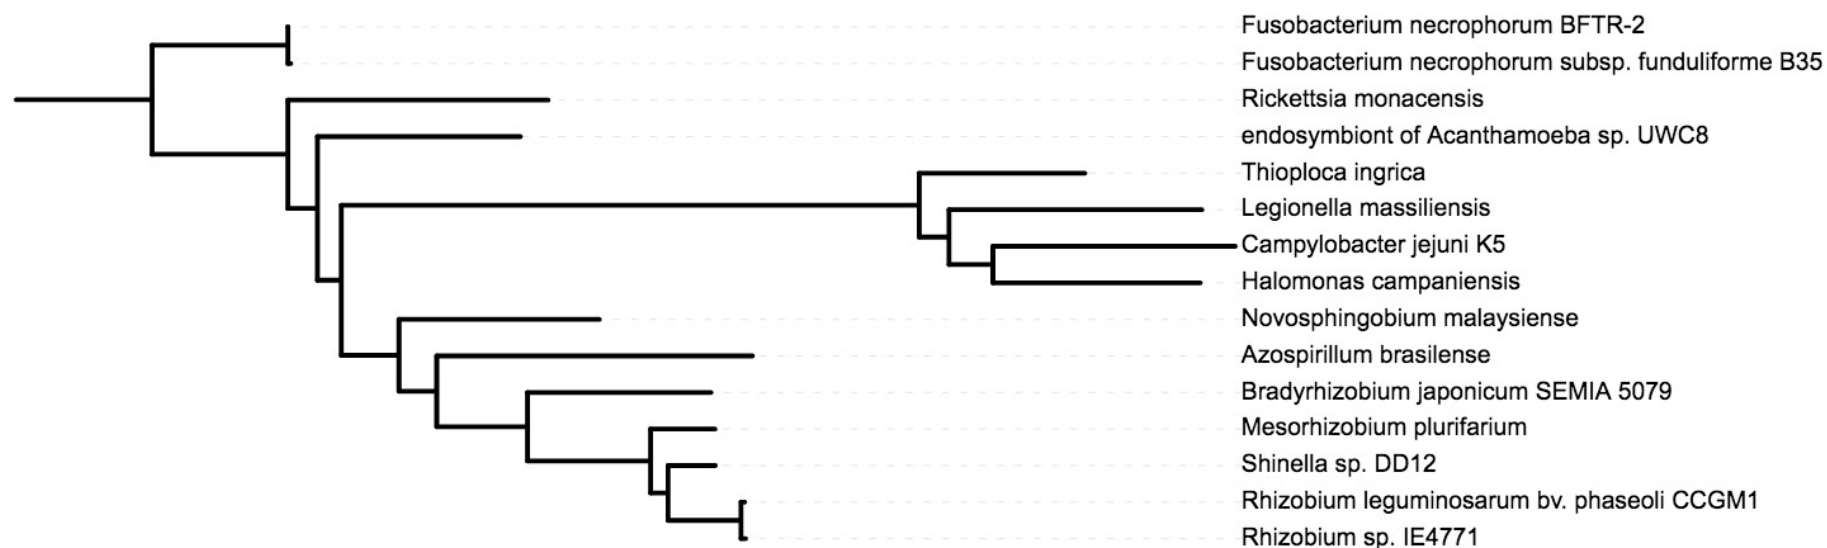 Fusobacterium necrophorum BFTR-2
Fusobacterium necrophorum subsp. funduliforme B35
Rickettsia monacensis
endosymbiont of Acanthamoeba sp. UWC8
Thioploca ingrica
Legionella massiliensis
Campylobacter jejuni K5
Halomonas campaniensis
Novosphingobium malaysiense
Azospirillum brasilense
Bradyrhizobium japonicum SEMIA 5079
Mesorhizobium plurifarium
Shinella sp. DD12
Rhizobium leguminosarum bv. phaseoli CCGM1
Rhizobium sp. IE4771